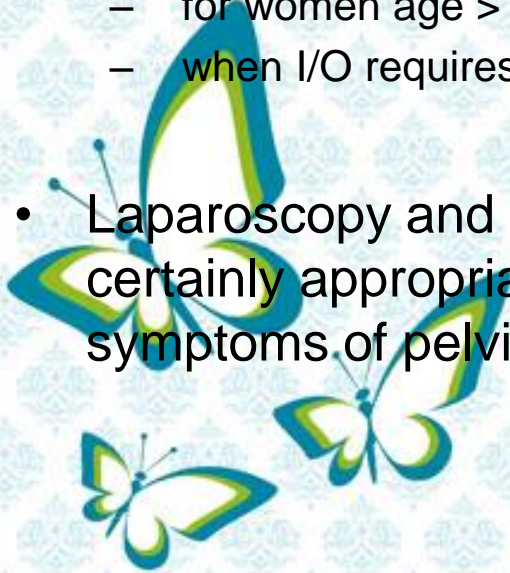 – for women age >
– when I/O requires
• Laparoscopy and
certainly appropria
symptoms of pelvi